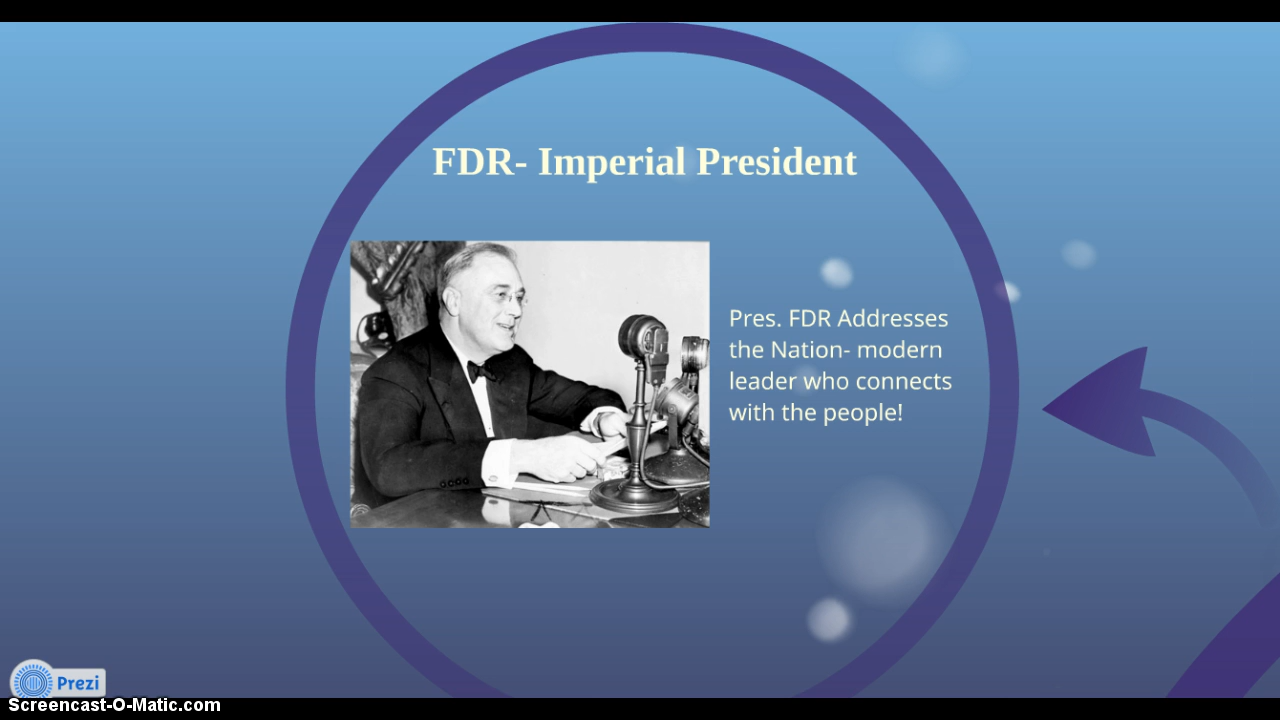 FDR- Imperial President
Pres. FDR Addresses
the Nation- modern
leader who connects
with the people!
Prezi
Screencast-O-Matic.com